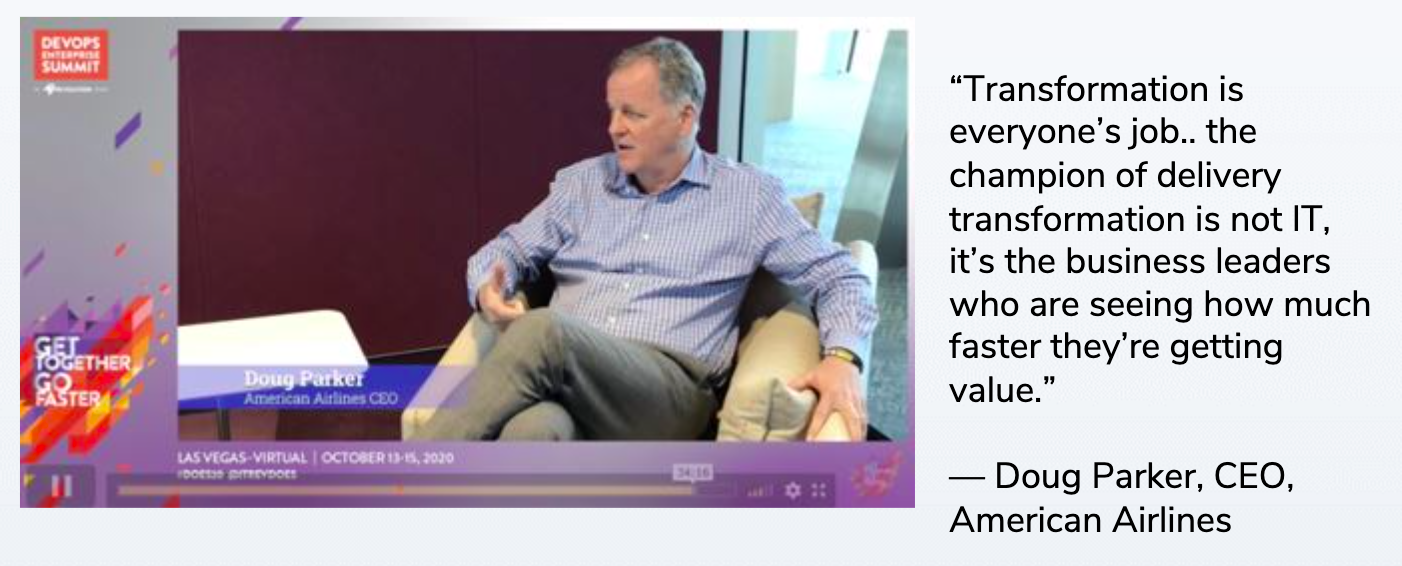 DEVOPS
ENTERPRISE
SUMMIT
GET
TOGETHER
GO
FASTER
Doug Parker
American Airlines CEO
LAS VEGAS-VIRTUAL | OCTOBER 13-15, 2020
#DOES20 @ITREVDOES
34:16
“Transformation is
everyone’s job.. the
champion of delivery
transformation is not IT,
it’s the business leaders
who are seeing how much
faster they’re getting
value.”
— Doug Parker, CEO,
American Airlines